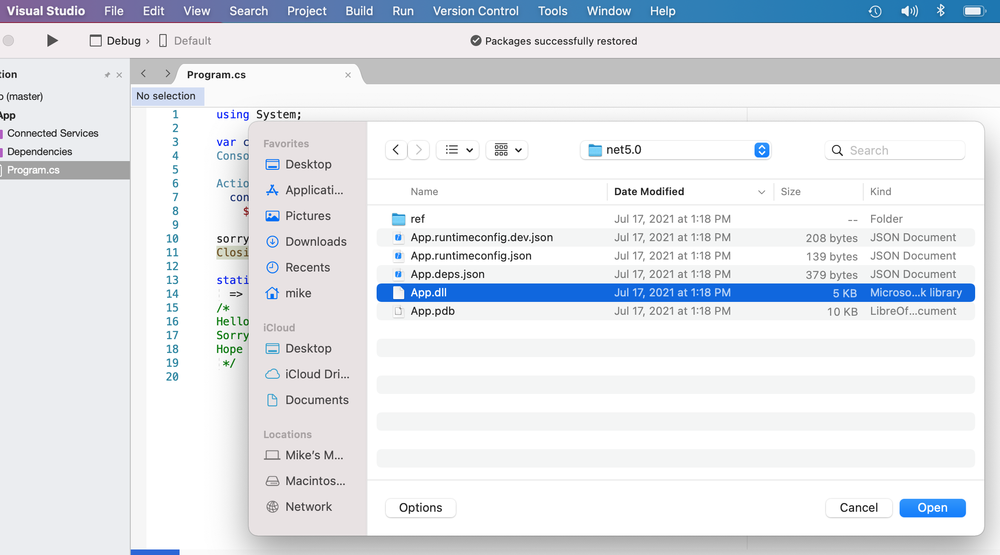 Visual Studio File Edit View Search Project Build Run Version Control Tools Window Help
Debug › Default
Packages successfully restored
tion
Program.cs
(master)
No selection
App
Connected Services
Dependencies
Program.cs
1 using System;
2
3 var c
4 Conso
5
6 Actio
7 con
8 $
9
10 sorry
11 Closi
12
13 stati
14 =>
15 /*
16 Hello
17 Sorry
18 Hope
19 */
20
Favorites
Desktop
Applicati...
Pictures
Downloads
Recents
mike
iCloud
Desktop
iCloud Dri...
Documents
Locations
Mike's M...
Macintos...
Network
net5.0
Search
Name Date Modified Size Kind
ref Jul 17, 2021 at 1:18 PM -- Folder
App.runtimeconfig.dev.json Jul 17, 2021 at 1:18 PM 208 bytes JSON Document
App.runtimeconfig.json Jul 17, 2021 at 1:18 PM 139 bytes JSON Document
App.deps.json Jul 17, 2021 at 1:18 PM 379 bytes JSON Document
App.dll Jul 17, 2021 at 1:18 PM 5 KB Microso...k library
App.pdb Jul 17, 2021 at 1:18 PM 10 KB LibreOf...cument
Options Cancel Open